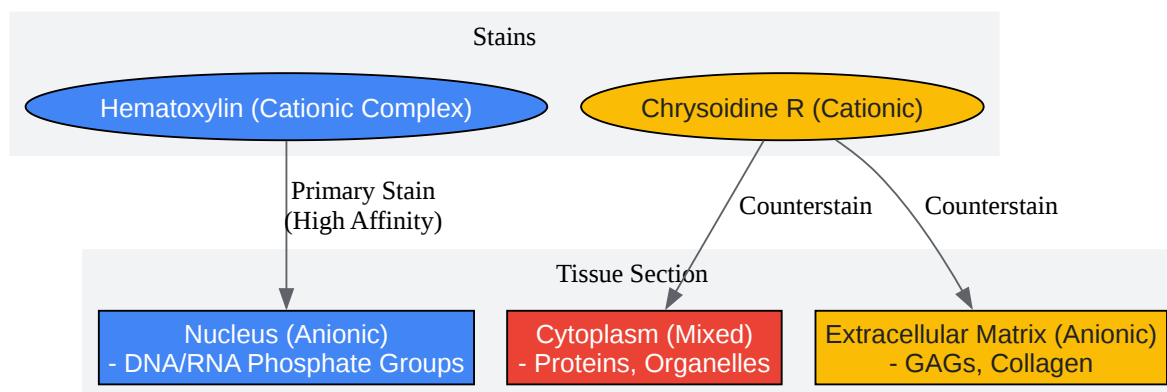 Stains
Hematoxylin (Cationic Complex)
Chrysoidine R (Cationic)
Primary Stain
(High Affinity)
Counterstain
Counterstain
Tissue Section
Nucleus (Anionic)
- DNA/RNA Phosphate Groups
Cytoplasm (Mixed)
- Proteins, Organelles
Extracellular Matrix (Anionic)
- GAGs, Collagen